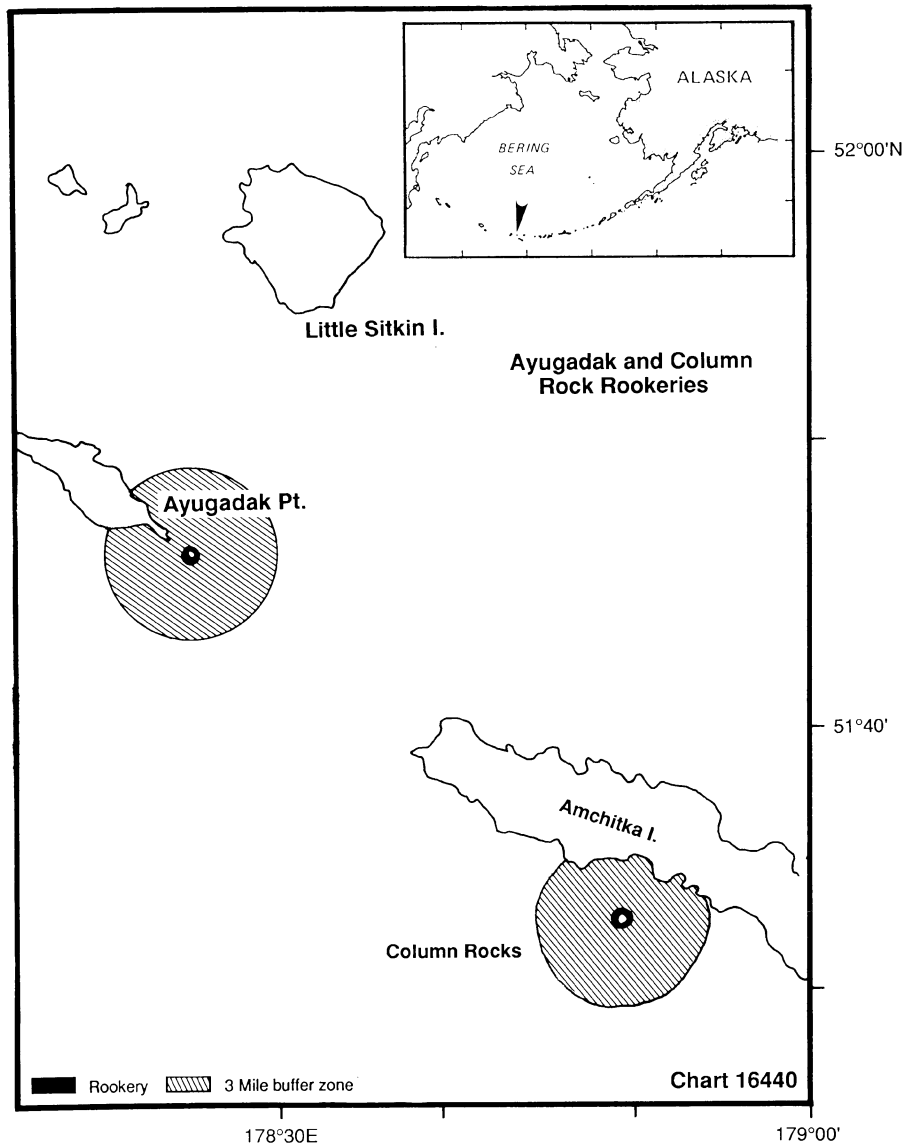 ALASKA
BERING
SEA
52°00'N
Little Sitkin I.
Ayugadak and Column
Rock Rookeries
Ayugadak Pt.
51°40'
Amchitka I.
Column Rocks
Rookery
3 Mile buffer zone
Chart 16440
178°30E
179°00'